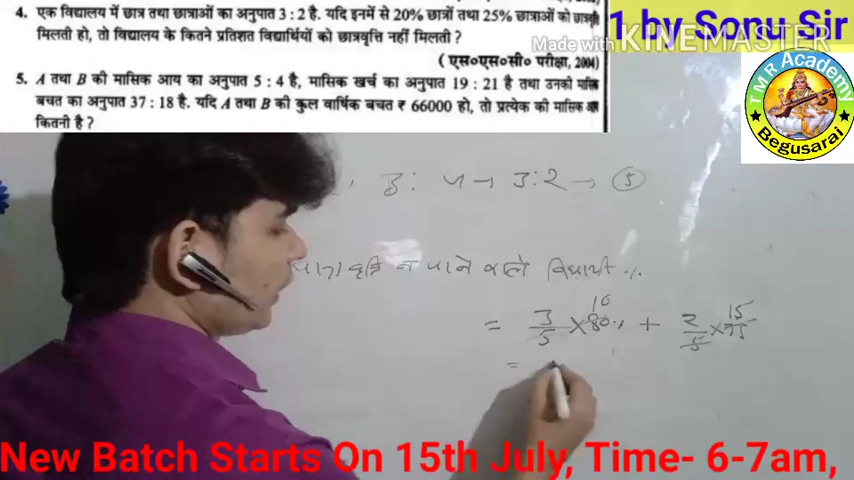 4. एक विद्यालय में छात्र तथा छात्राओं का अनुपात 3 : 2 है. यदि इनमें से 20% छात्रों तथा 25% छात्राओं को छात्रवृत्ति
मिलती हो, तो विद्यालय के कितने प्रतिशत विद्यार्थियों को छात्रवृत्ति नहीं मिलती ?
( एस०एस०सी० परीक्षा, 2004)
5. A तथा B की मासिक आय का अनुपात 5 : 4 है, मासिक खर्च का अनुपात 19 : 21 है तथा उनकी मासिक
बचत का अनुपात 37 : 18 है. यदि A तथा B की कुल वार्षिक बचत ₹ 66000 हो, तो प्रत्येक की मासिक आय
कितनी है ?
1 by Sonu Sir
Made with KINEMASTER
TMR Academy
Begusarai
3 : 2 → 5
न पाने वाले विद्यार्थी %
= 3/5 × 80% + 2/5 × 75
16 15
=
New Batch Starts On 15th July, Time- 6-7am,